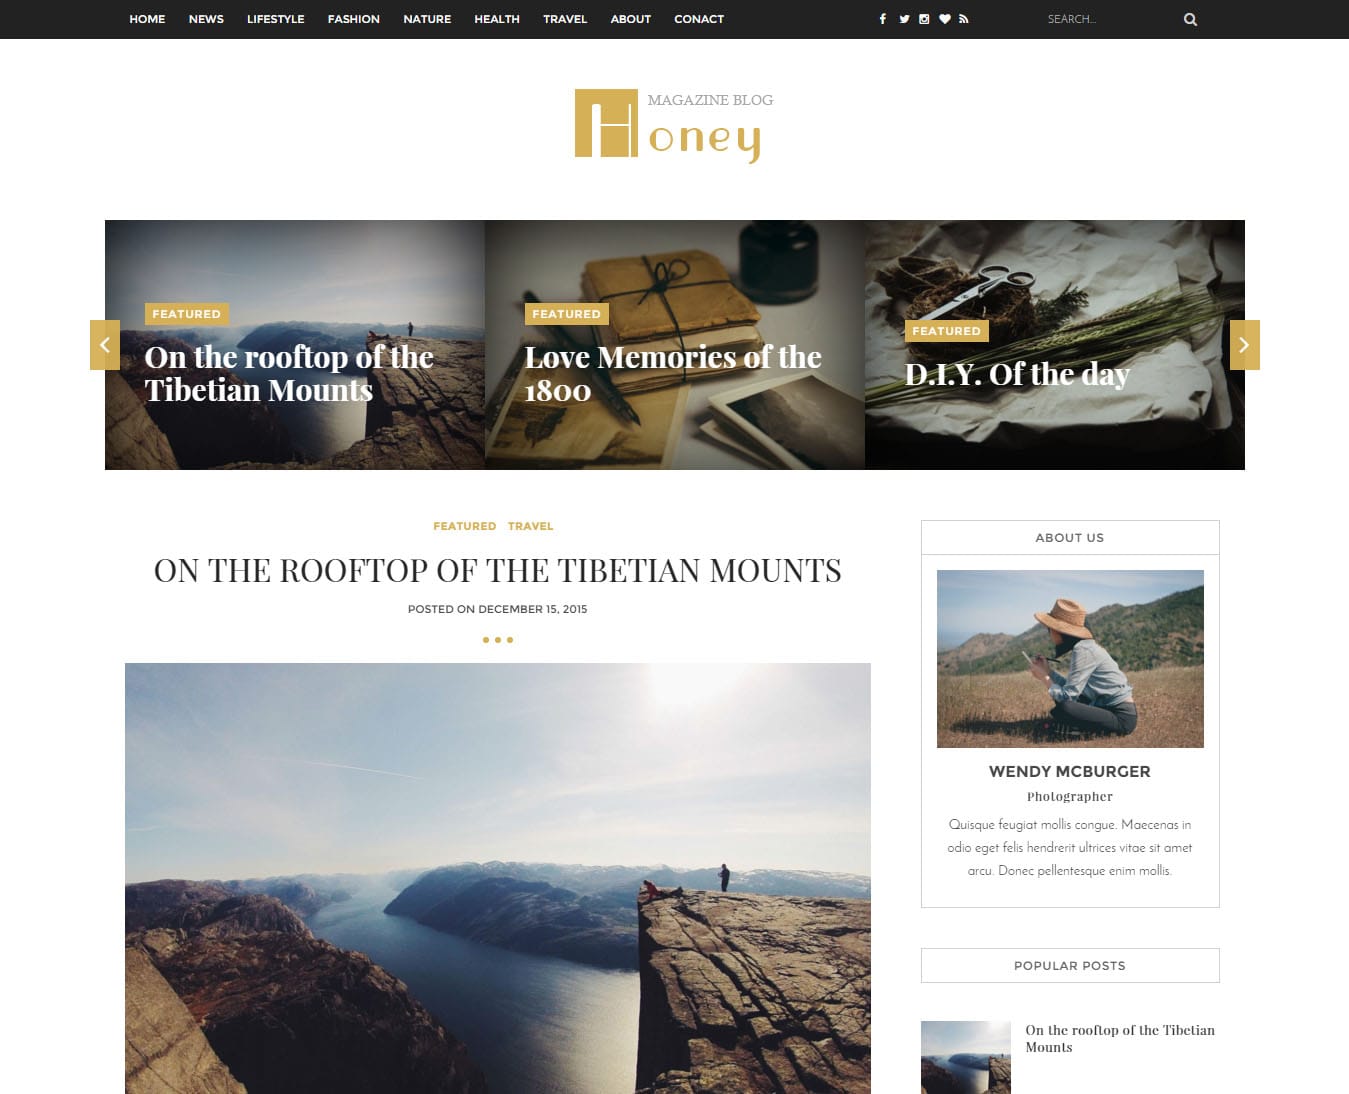 HOME NEWS LIFESTYLE FASHION NATURE HEALTH TRAVEL ABOUT CONACT SEARCH...
MAGAZINE BLOG
Honey
FEATURED
On the rooftop of the
Tibetian Mounts
FEATURED
Love Memories of the
1800
FEATURED
D.I.Y. Of the day
FEATURED TRAVEL
ON THE ROOFTOP OF THE TIBETIAN MOUNTS
POSTED ON DECEMBER 15, 2015
ABOUT US
WENDY MCBURGER
Photographer
Quisque feugiat mollis congue. Maecenas in
odio eget felis hendrerit ultrices vitae sit amet
arcu. Donec pellentesque enim mollis.
POPULAR POSTS
On the rooftop of the Tibetian
Mounts